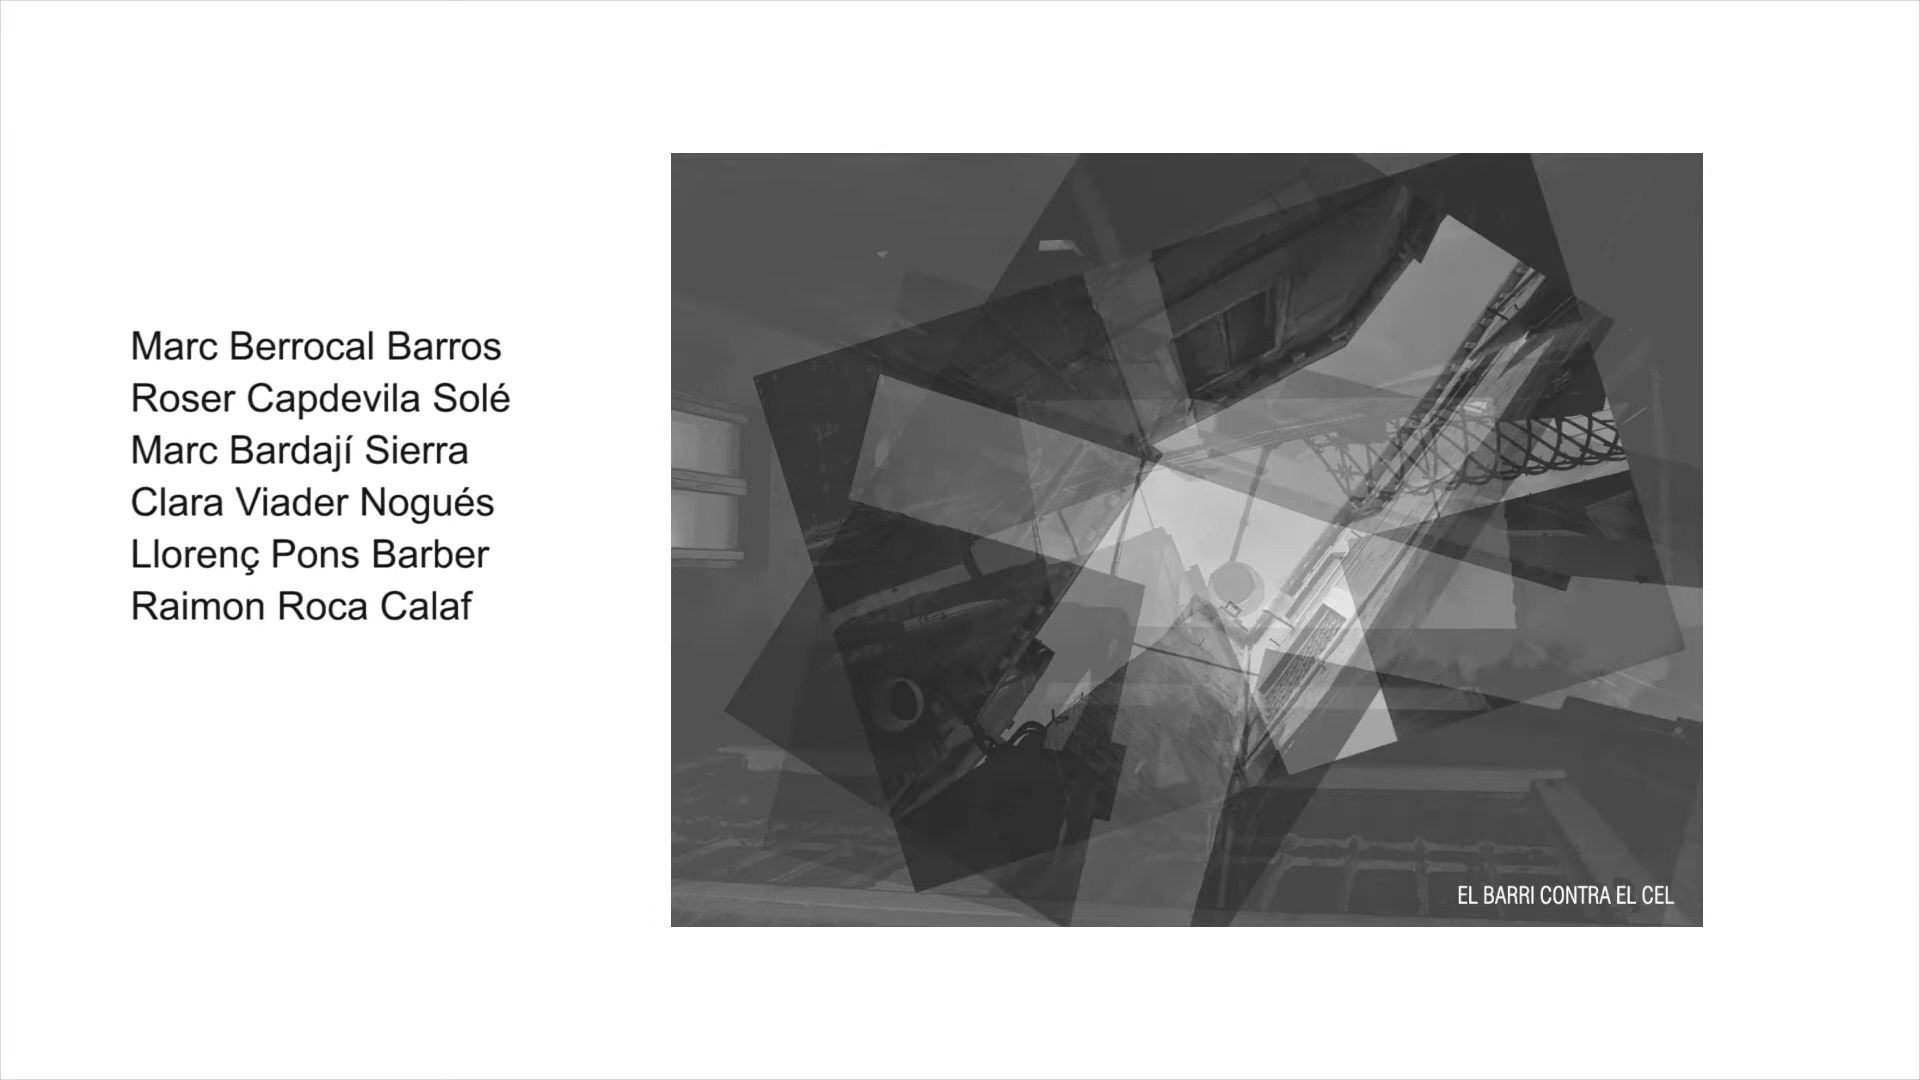 Marc Berrocal Barros
Roser Capdevila Solé
Marc Bardají Sierra
Clara Viader Nogués
Llorenç Pons Barber
Raimon Roca Calaf
EL BARRI CONTRA EL CEL